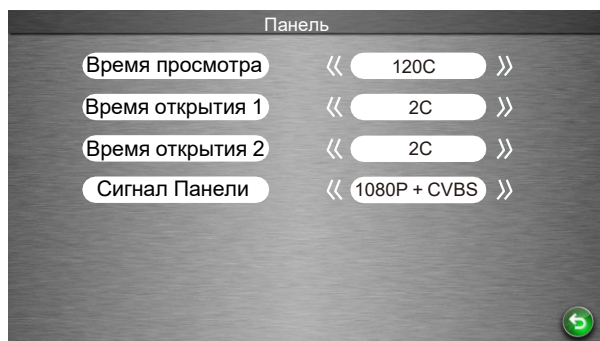 Панель
Время просмотра 120С
Время открытия 1 2С
Время открытия 2 2С
Сигнал Панели 1080P + CVBS